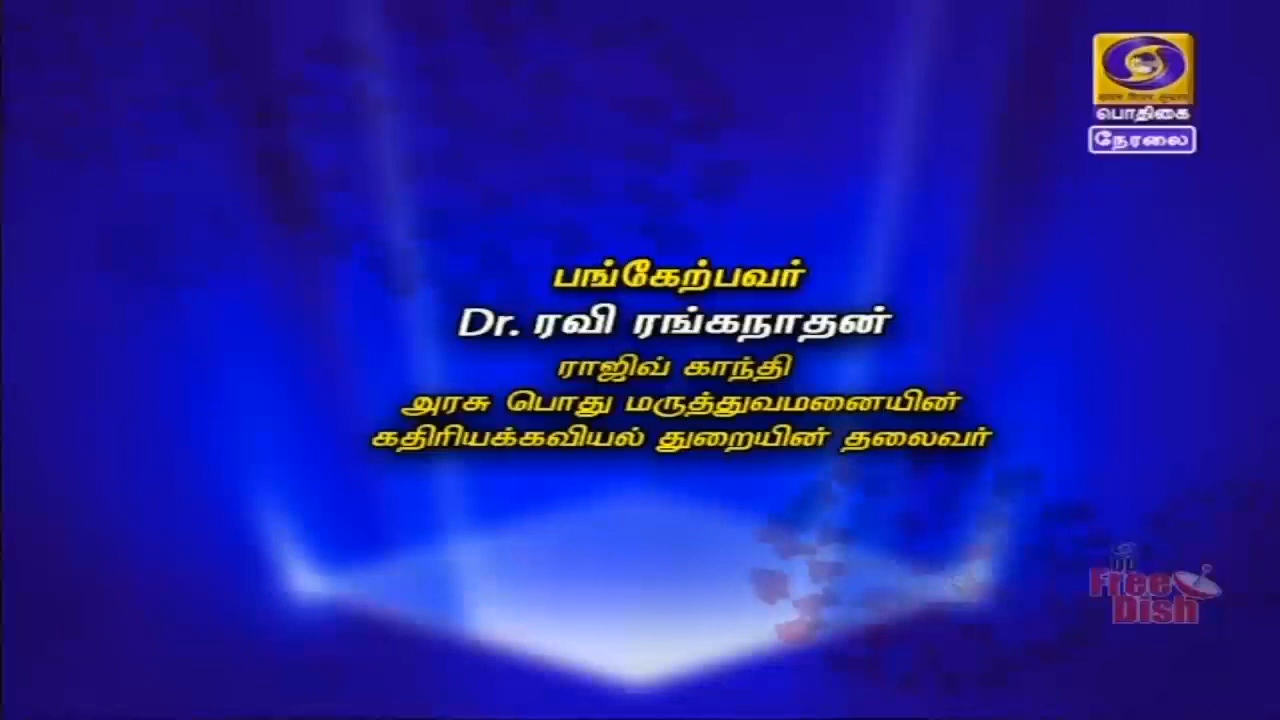 பொதிகை
நேரலை
பங்கேற்பவர்
Dr. ரவி ரங்கநாதன்
ராஜிவ் காந்தி
அரசு பொது மருத்துவமனையின்
கதிரியக்கவியல் துறையின் தலைவர்
Free
Dish